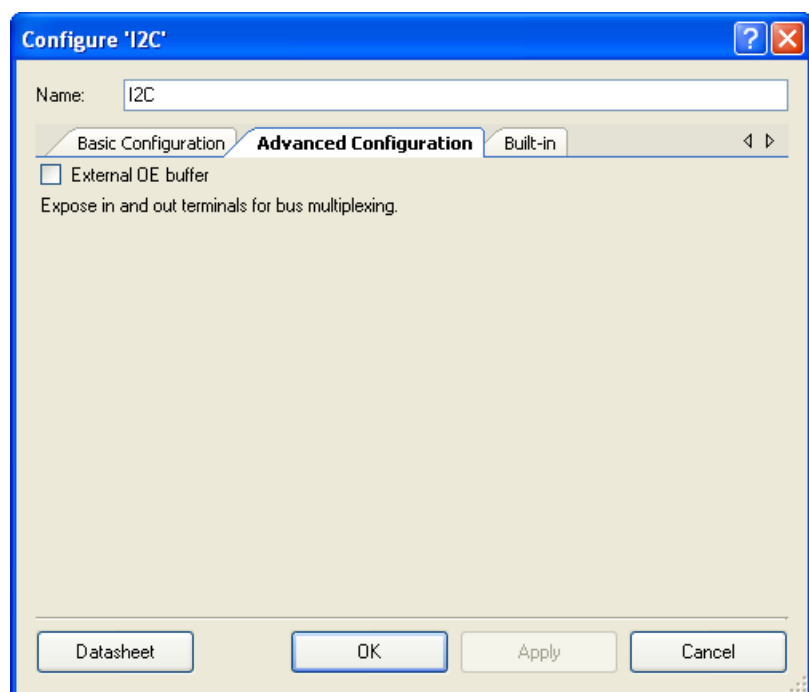 Configure 'I2C'
Name: I2C
Basic Configuration Advanced Configuration Built-in
External OE buffer
Expose in and out terminals for bus multiplexing.
Datasheet OK Apply Cancel